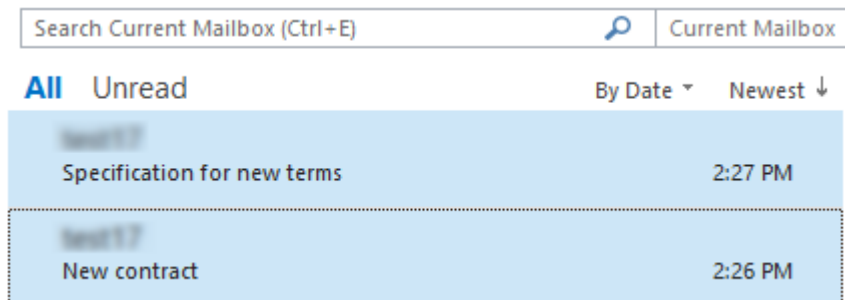 Search Current Mailbox (Ctrl+E) Current Mailbox
All Unread By Date Newest
Specification for new terms 2:27 PM
New contract 2:26 PM